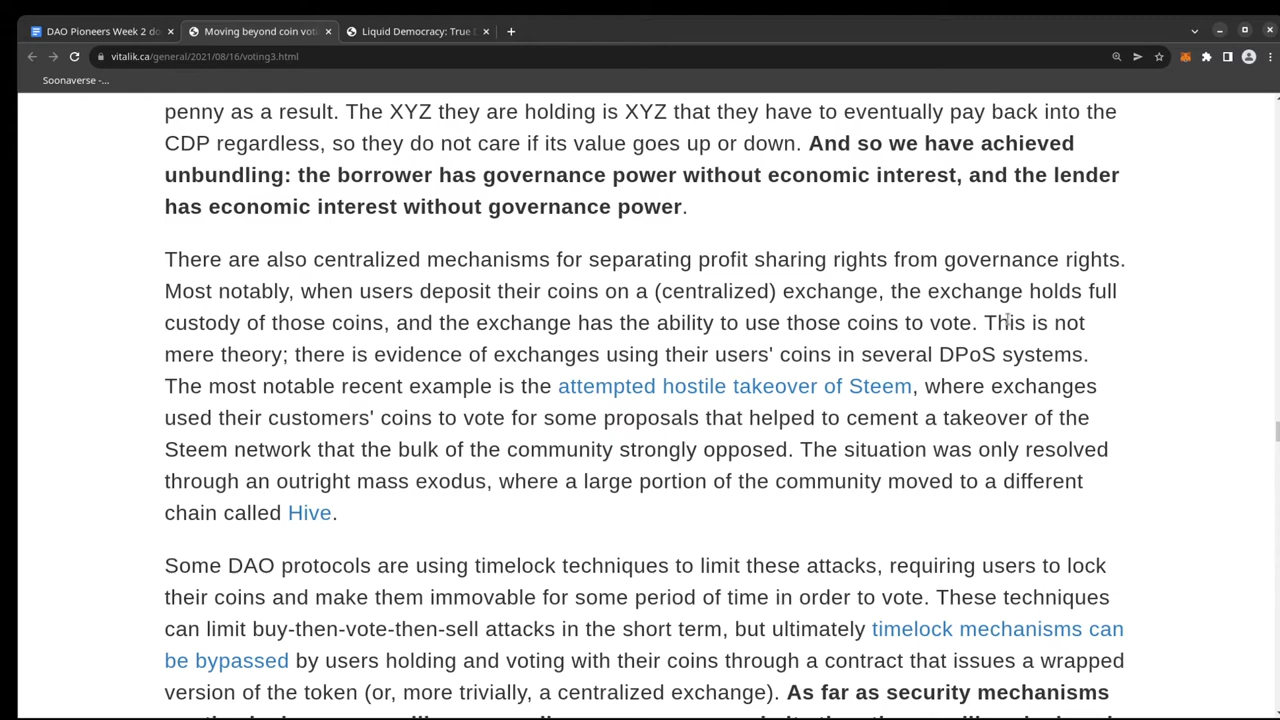 DAO Pioneers Week 2 do
Moving beyond coin voti
Liquid Democracy: True
vitalik.ca/general/2021/08/16/voting3.html
Soonaverse -...
penny as a result. The XYZ they are holding is XYZ that they have to eventually pay back into the
CDP regardless, so they do not care if its value goes up or down. And so we have achieved
unbundling: the borrower has governance power without economic interest, and the lender
has economic interest without governance power.
There are also centralized mechanisms for separating profit sharing rights from governance rights.
Most notably, when users deposit their coins on a (centralized) exchange, the exchange holds full
custody of those coins, and the exchange has the ability to use those coins to vote. This is not
mere theory; there is evidence of exchanges using their users' coins in several DPoS systems.
The most notable recent example is the attempted hostile takeover of Steem, where exchanges
used their customers' coins to vote for some proposals that helped to cement a takeover of the
Steem network that the bulk of the community strongly opposed. The situation was only resolved
through an outright mass exodus, where a large portion of the community moved to a different
chain called Hive.
Some DAO protocols are using timelock techniques to limit these attacks, requiring users to lock
their coins and make them immovable for some period of time in order to vote. These techniques
can limit buy-then-vote-then-sell attacks in the short term, but ultimately timelock mechanisms can
be bypassed by users holding and voting with their coins through a contract that issues a wrapped
version of the token (or, more trivially, a centralized exchange). As far as security mechanisms